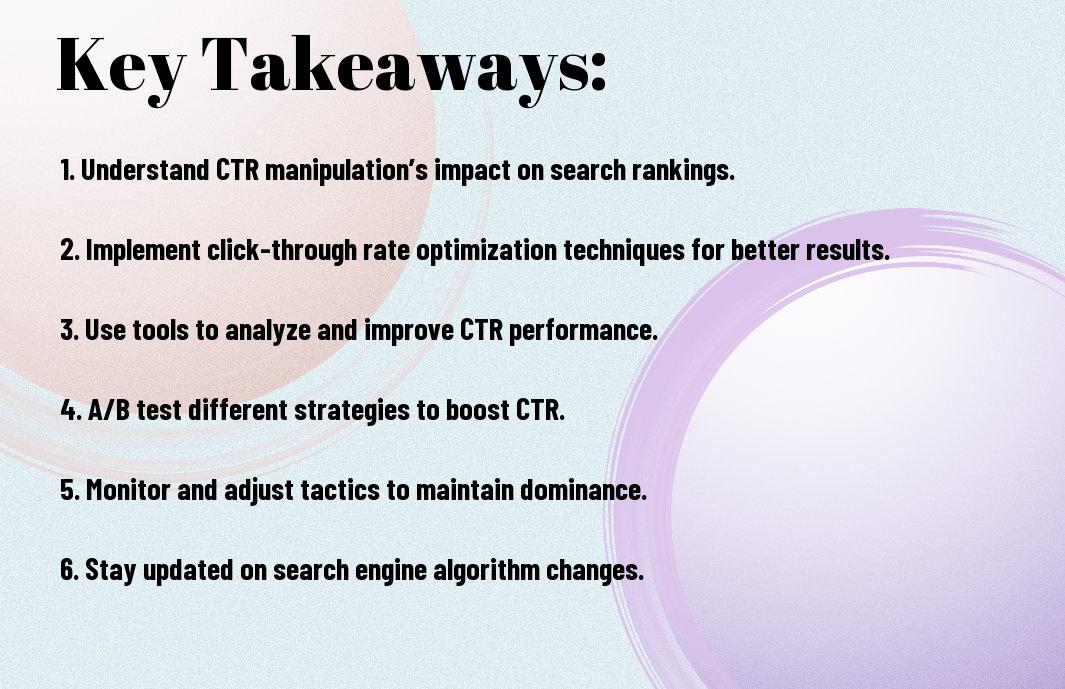 Key Takeaways:
1. Understand CTR manipulation’s impact on search rankings.
2. Implement click-through rate optimization techniques for better results.
3. Use tools to analyze and improve CTR performance.
4. A/B test different strategies to boost CTR.
5. Monitor and adjust tactics to maintain dominance.
6. Stay updated on search engine algorithm changes.